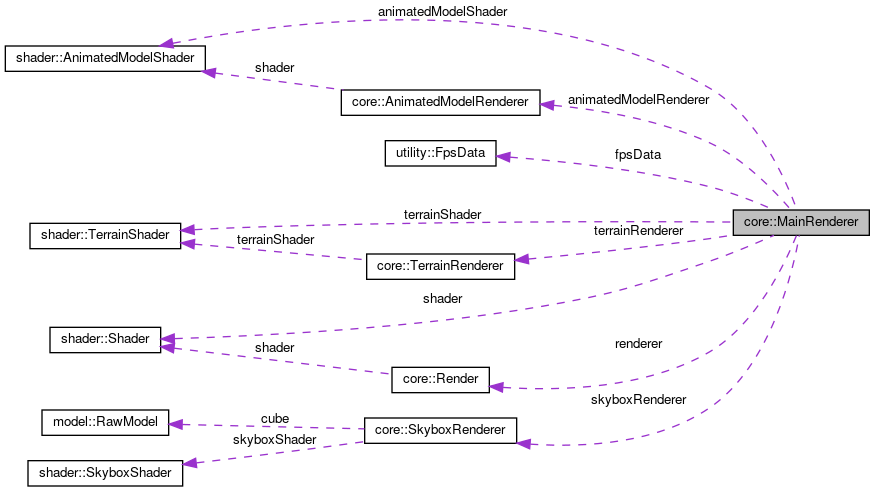 animatedModelShader
shader::AnimatedModelShader
shader
core::AnimatedModelRenderer
animatedModelRenderer
utility::FpsData
fpsData
terrainShader
core::MainRenderer
shader::TerrainShader
terrainShader
terrainRenderer
core::TerrainRenderer
shader
shader::Shader
shader
renderer
core::Render
skyboxRenderer
model::RawModel
cube
core::SkyboxRenderer
skyboxShader
shader::SkyboxShader